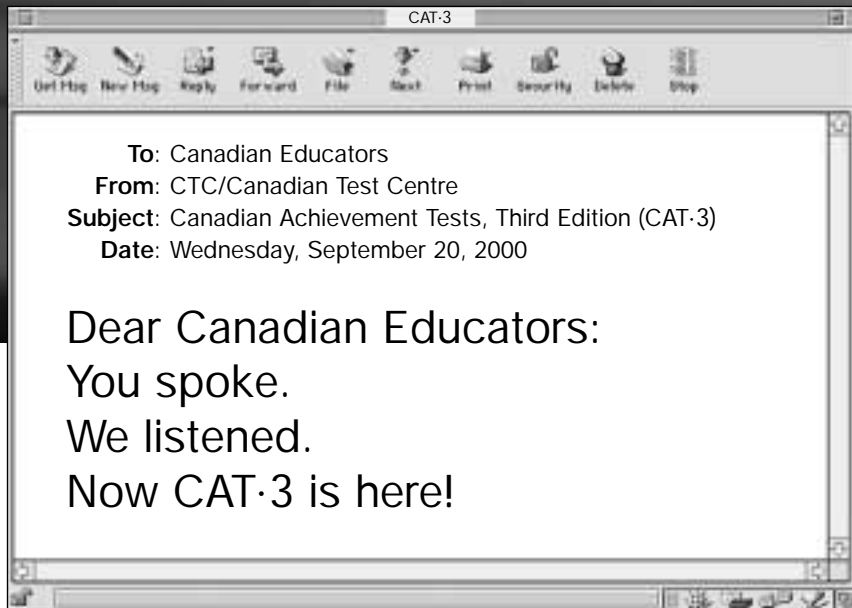 CAT·3
Get Msg New Msg Reply Forward File Next Print Security Delete Stop
To: Canadian Educators
From: CTC/Canadian Test Centre
Subject: Canadian Achievement Tests, Third Edition (CAT·3)
Date: Wednesday, September 20, 2000
Dear Canadian Educators:
You spoke.
We listened.
Now CAT·3 is here!